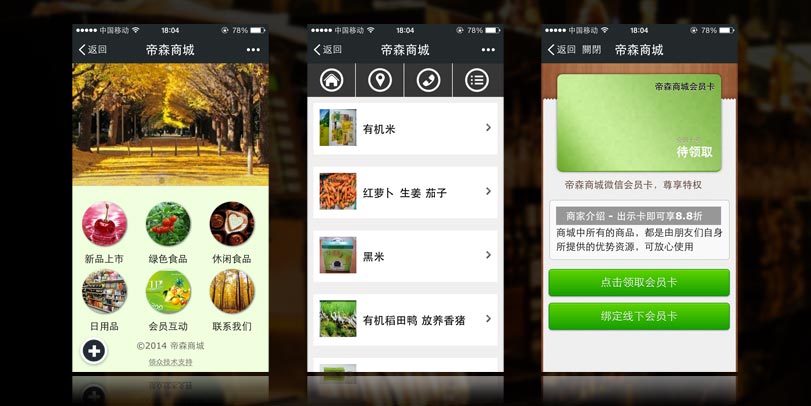 中国移动 18:04 78%
返回 帝森商城
新品上市 绿色食品 休闲食品
日用品 会员互动 联系我们
©2014 帝森商城
领众技术支持
中国移动 18:04 78%
返回 帝森商城
有机米
红萝卜 生姜 茄子
黑米
有机稻田鸭 放养香猪
中国移动 18:04 78%
返回 關閉 帝森商城
帝森商城会员卡
待领取
帝森商城微信会员卡，尊享特权
商家介绍 - 出示卡即可享8.8折
商城中所有的商品，都是由朋友们自身
所提供的优势资源，可放心使用
点击领取会员卡
绑定线下会员卡